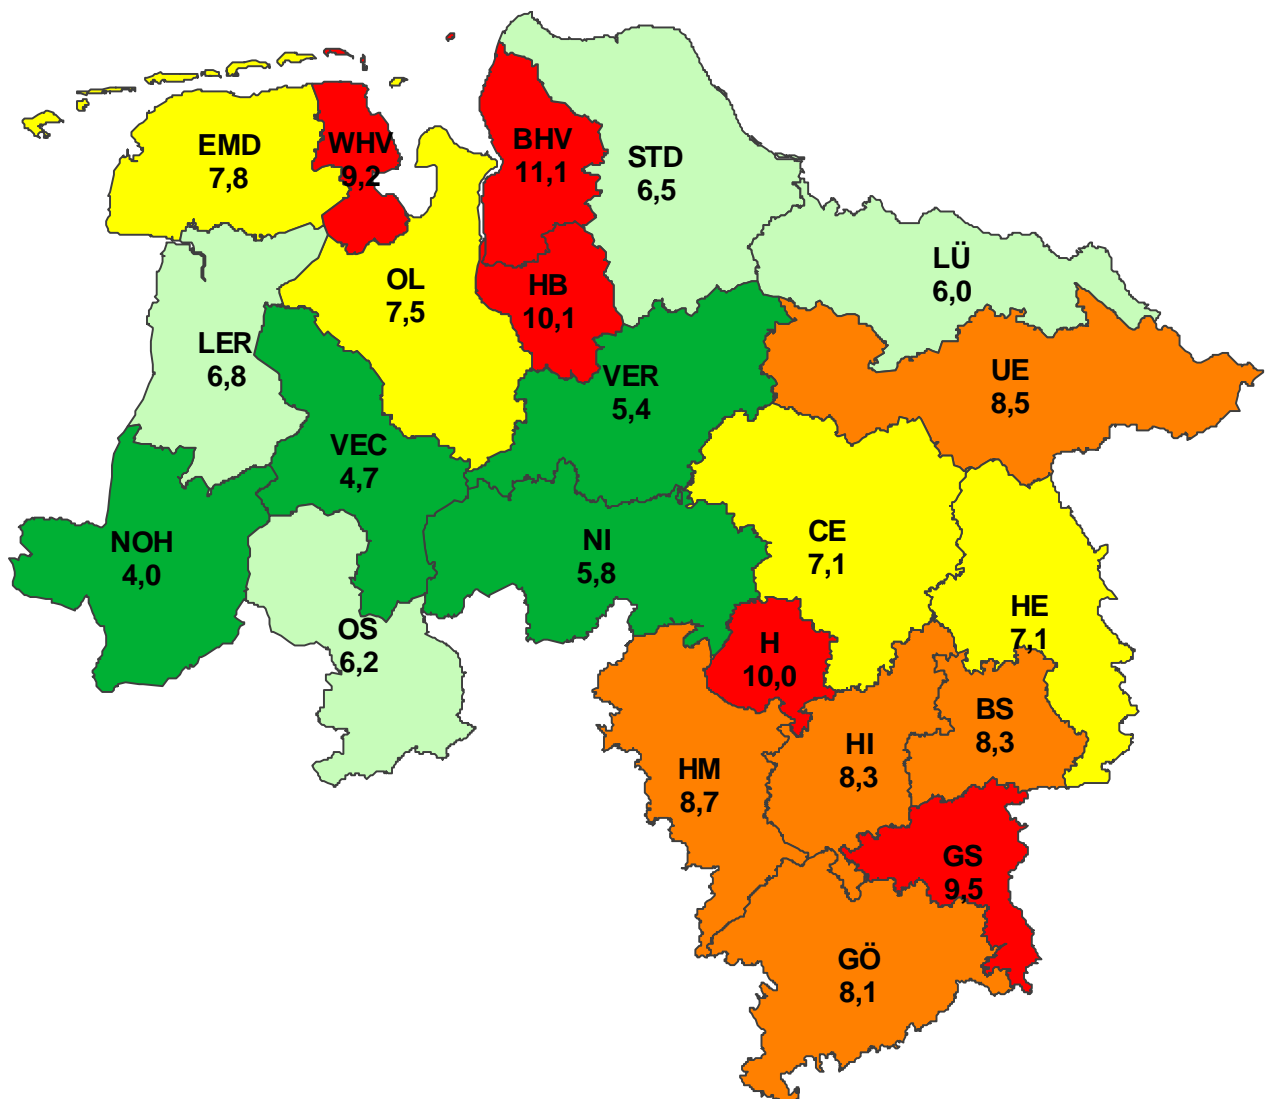 EMD
7,8
WHV
9,2
BHV
11,1
STD
6,5
LÜ
6,0
OL
7,5
HB
10,1
LER
6,8
VER
5,4
UE
8,5
VEC
4,7
NOH
4,0
NI
5,8
CE
7,1
HE
7,1
OS
6,2
H
10,0
BS
8,3
HI
8,3
HM
8,7
GS
9,5
GÖ
8,1